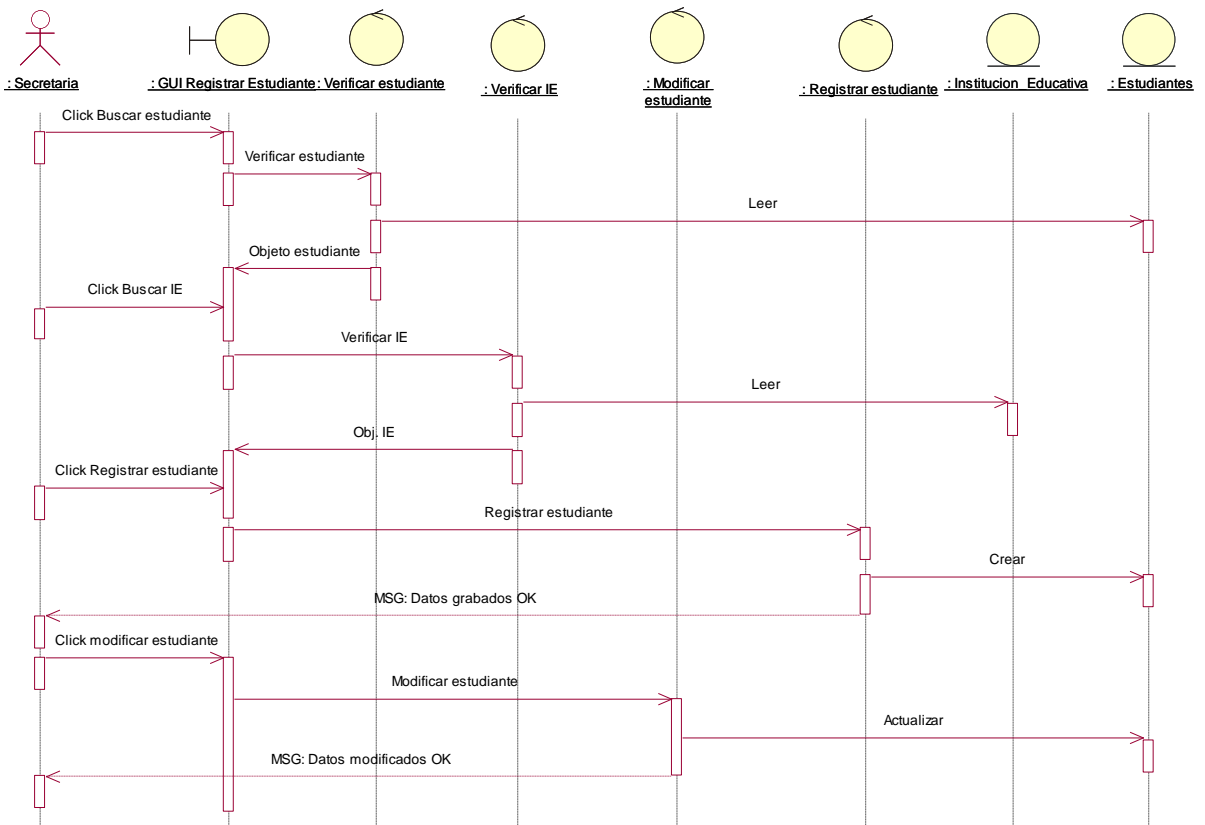 : Secretaria
: GUI Registrar Estudiante
: Verificar estudiante
: Verificar IE
: Modificar
estudiante
: Registrar estudiante
: Institucion_Educativa
: Estudiantes
Click Buscar estudiante
Verificar estudiante
Leer
Objeto estudiante
Click Buscar IE
Verificar IE
Leer
Obj. IE
Click Registrar estudiante
Registrar estudiante
Crear
MSG: Datos grabados OK
Click modificar estudiante
Modificar estudiante
Actualizar
MSG: Datos modificados OK